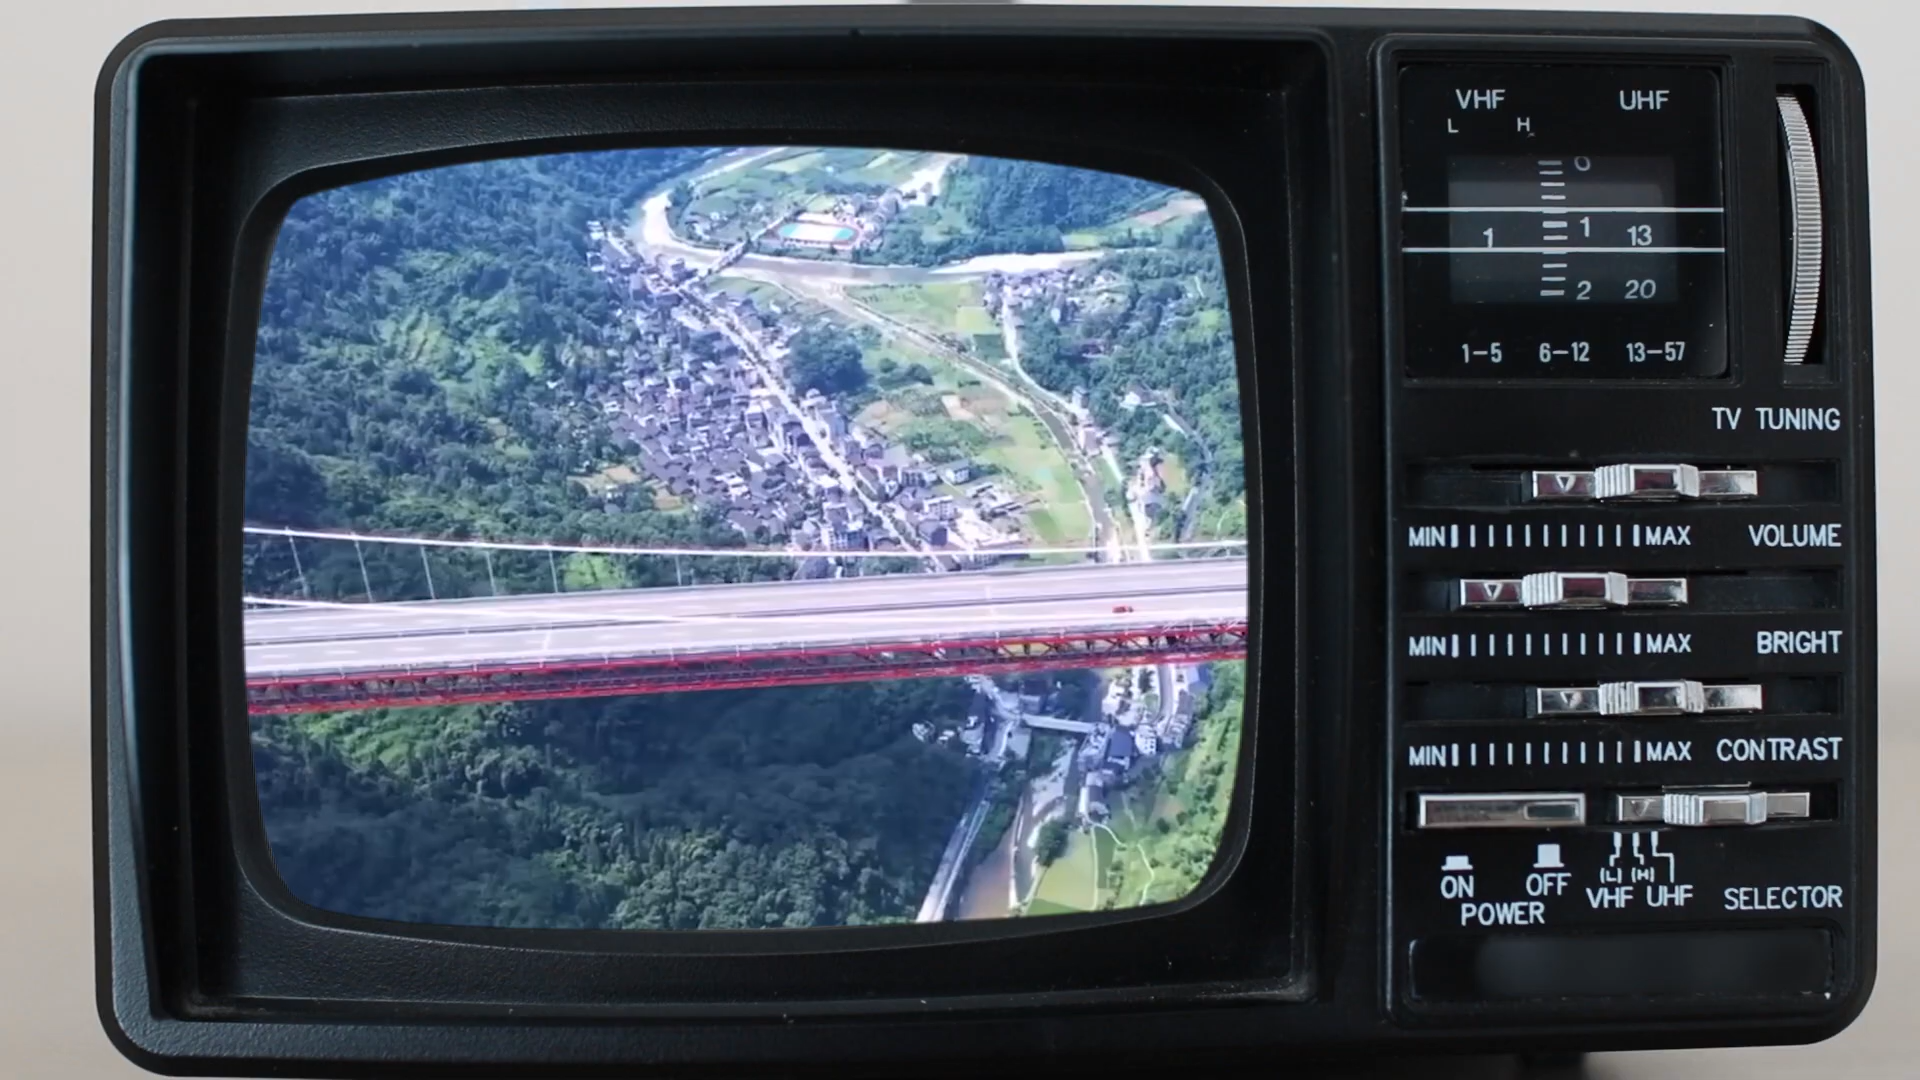 VHF UHF
L H
0
1 1 13
2 20
1-5 6-12 13-57
TV TUNING
MIN MAX VOLUME
MIN MAX BRIGHT
MIN MAX CONTRAST
ON OFF (L) (H)
VHF UHF SELECTOR
POWER